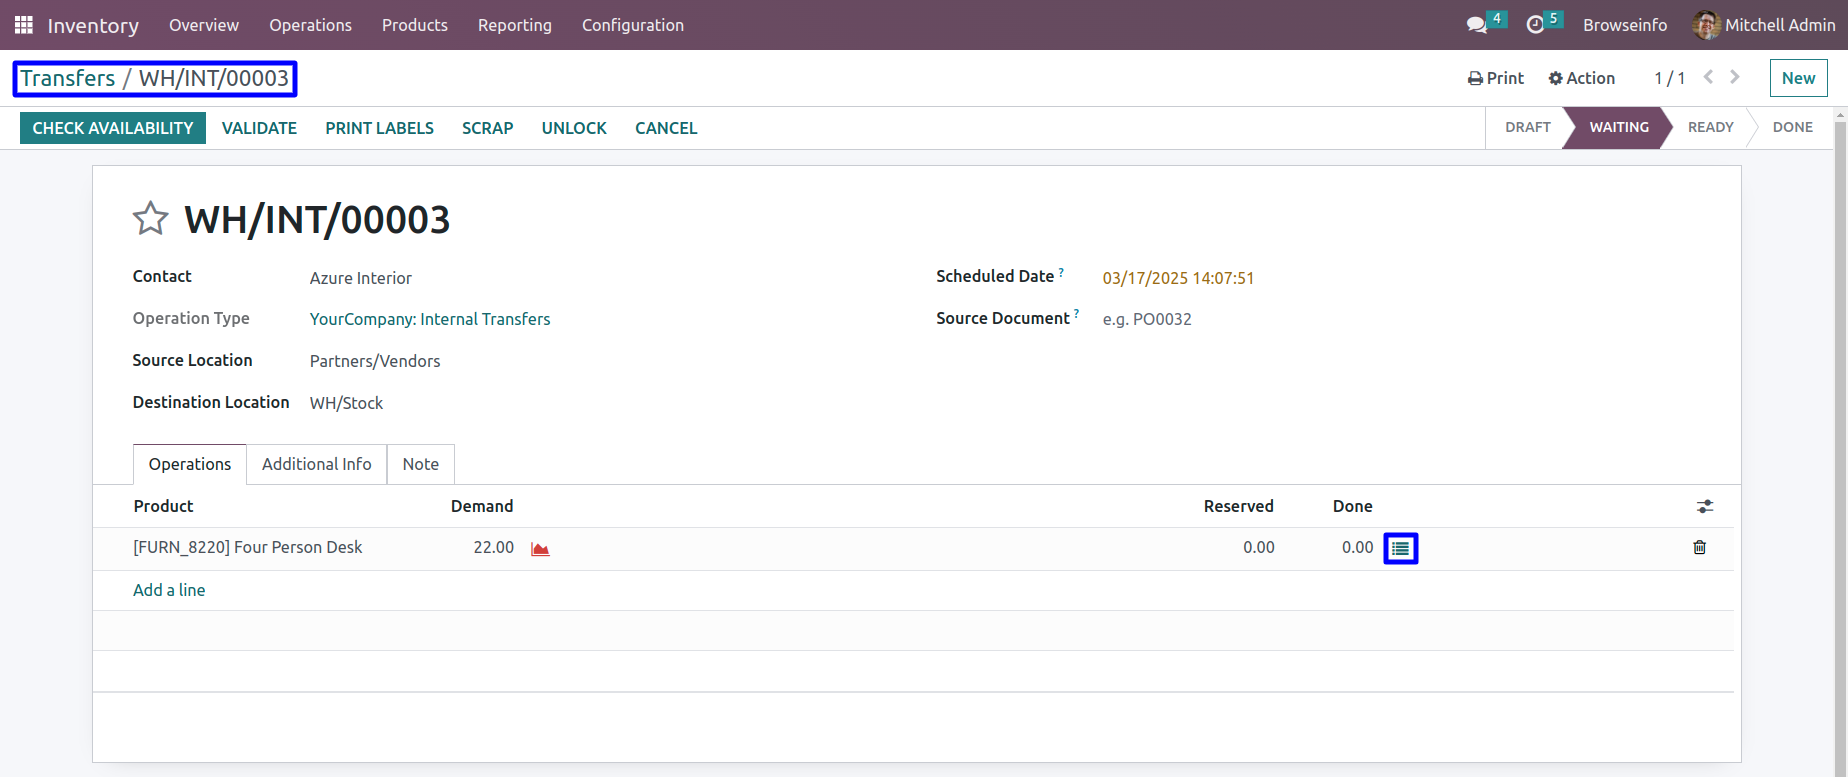 Inventory Overview Operations Products Reporting Configuration 4 5 Browseinfo Mitchell Admin
Transfers / WH/INT/00003 Print Action 1 / 1 New
CHECK AVAILABILITY VALIDATE PRINT LABELS SCRAP UNLOCK CANCEL DRAFT WAITING READY DONE
WH/INT/00003
Contact Azure Interior Scheduled Date ? 03/17/2025 14:07:51
Operation Type YourCompany: Internal Transfers Source Document ? e.g. PO0032
Source Location Partners/Vendors
Destination Location WH/Stock
Operations Additional Info Note
Product Demand Reserved Done
[FURN_8220] Four Person Desk 22.00 0.00 0.00
Add a line